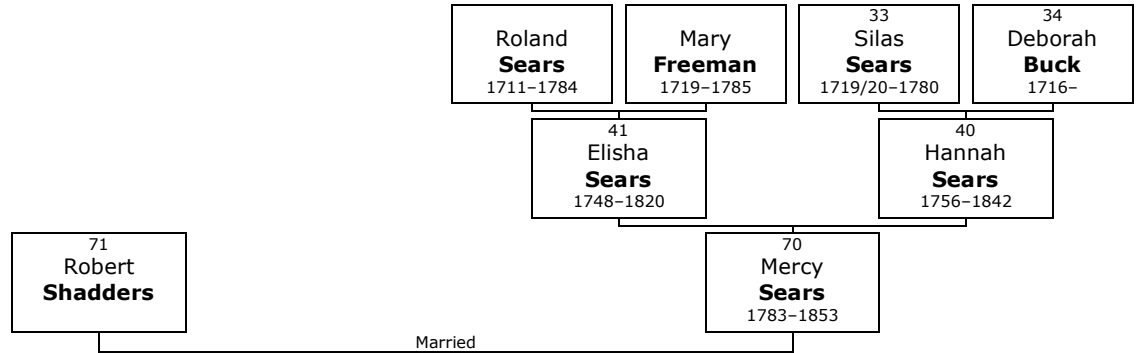 Roland
Sears
1711–1784
Mary
Freeman
1719–1785
33
Silas
Sears
1719/20–1780
34
Deborah
Buck
1716–
41
Elisha
Sears
1748–1820
40
Hannah
Sears
1756–1842
71
Robert
Shadders
70
Mercy
Sears
1783–1853
Married